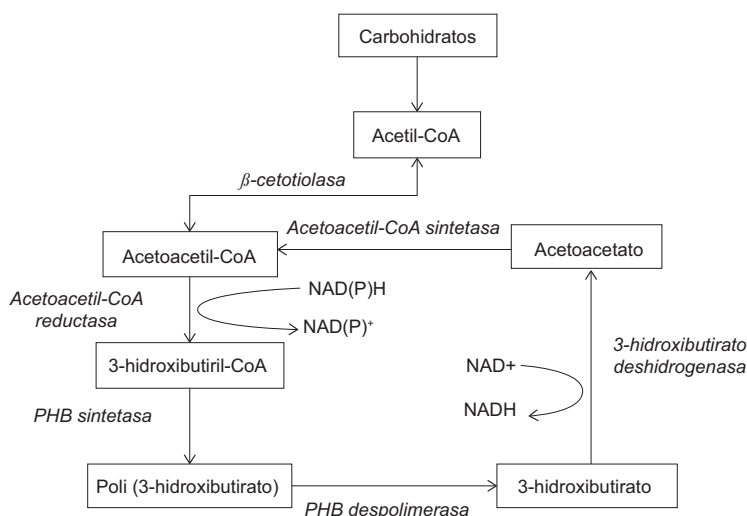 Carbohidratos
Acetil-CoA
β-cetotiolasa
Acetoacetil-CoA sintetasa
Acetoacetil-CoA
Acetoacetato
Acetoacetil-CoA
reductasa
NAD(P)H
NAD(P)⁺
3-hidroxibutirato
deshidrogenasa
3-hidroxibutiril-CoA
NAD+
NADH
PHB sintetasa
Poli (3-hidroxibutirato)
3-hidroxibutirato
PHB despolimerasa